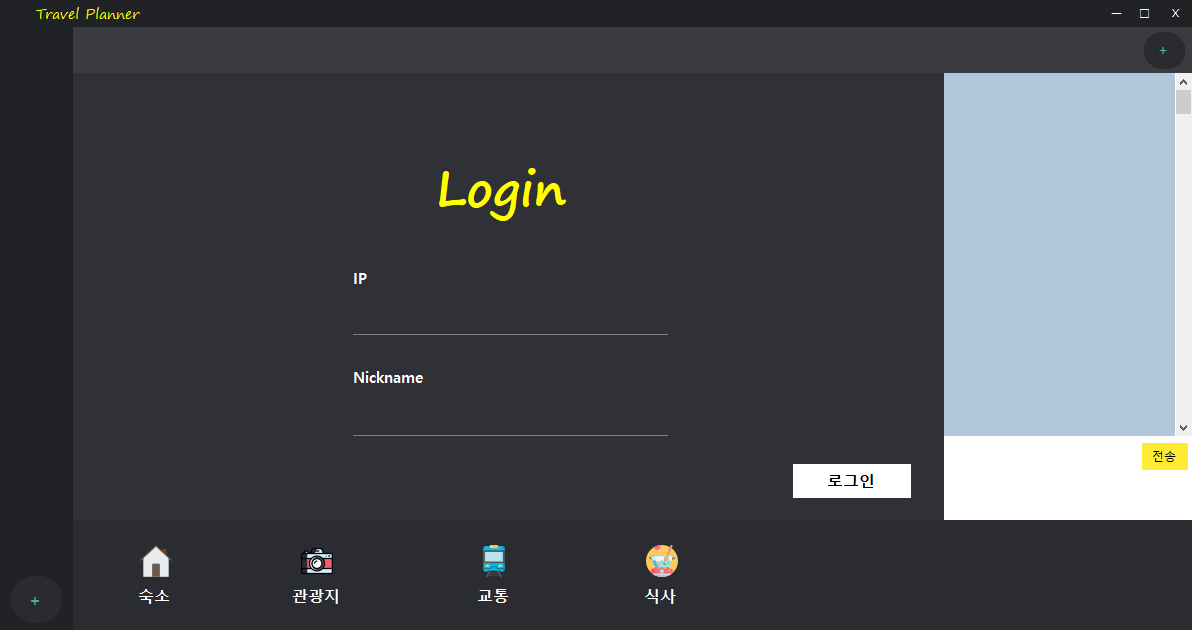 Travel Planner
X
+
Login
IP
Nickname
로그인
전송
숙소 관광지 교통 식사
+